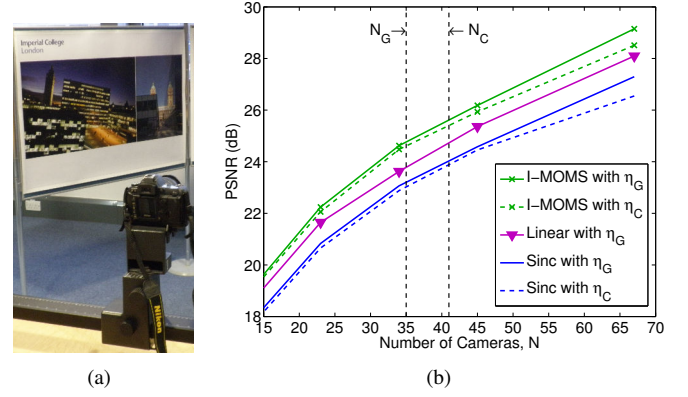 Imperial College
London
Nikon
(a)
30
28
26
24
22
20
18
PSNR (dB)
N_G →
← N_C
I−MOMS with η_G
I−MOMS with η_C
Linear with η_G
Sinc with η_G
Sinc with η_C
15 20 25 30 35 40 45 50 55 60 65 70
Number of Cameras, N
(b)